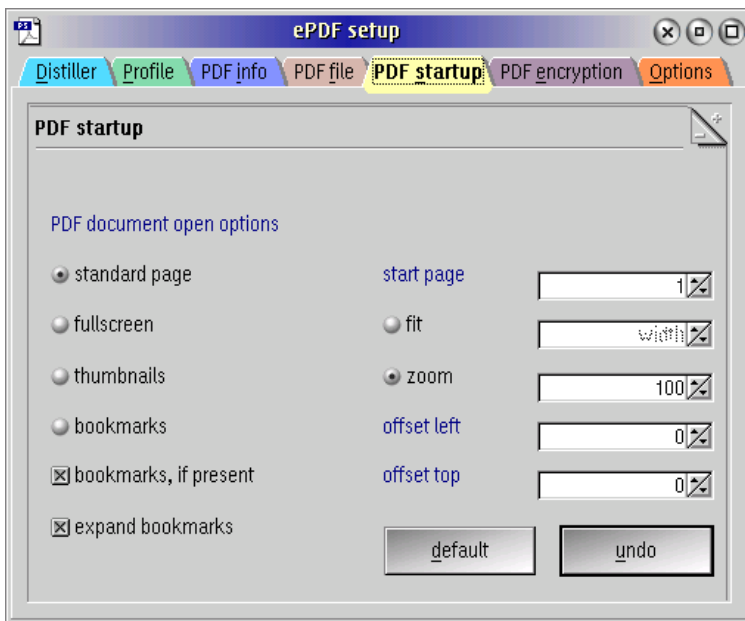 PS
ePDF setup
Distiller Profile PDF info PDF file PDF startup PDF encryption Options
PDF startup
PDF document open options
standard page start page 1
fullscreen fit width
thumbnails zoom 100
bookmarks offset left 0
bookmarks, if present offset top 0
expand bookmarks
default undo